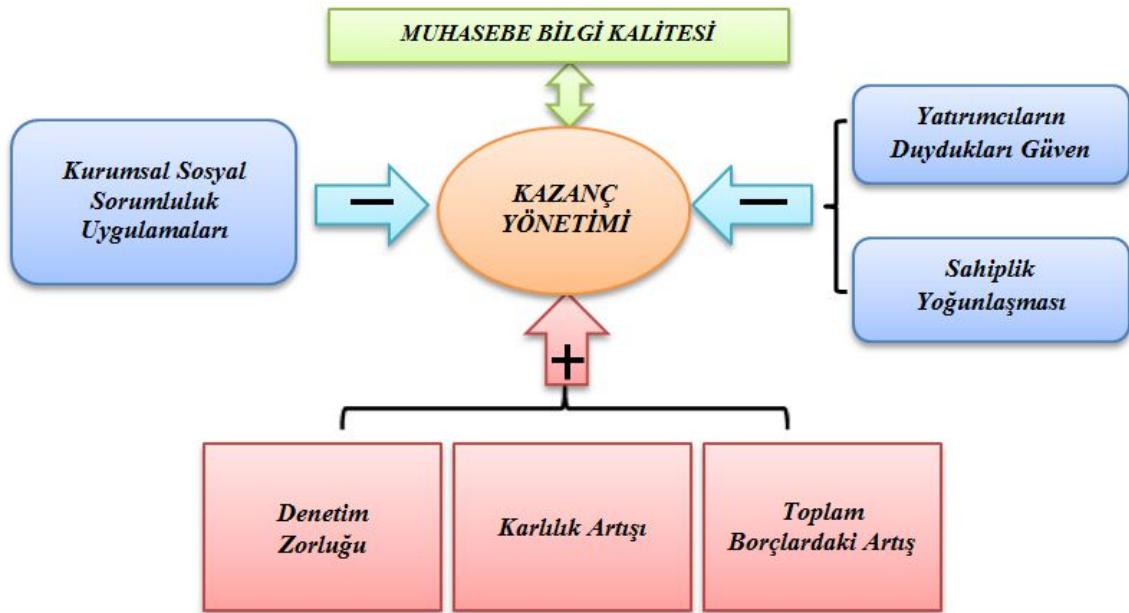 MUHASEBE BİLGİ KALİTESİ
Kurumsal Sosyal
Sorumluluk
Uygulamaları
−
KAZANÇ
YÖNETİMİ
−
Yatırımcıların
Duydukları Güven
Sahiplik
Yoğunlaşması
+
Denetim
Zorluğu
Karlılık Artışı
Toplam
Borçlardaki Artış